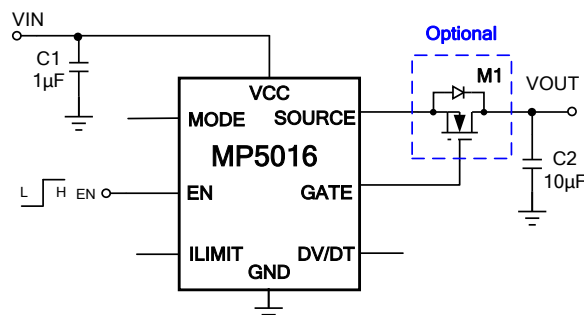 VIN
C1
1µF
Optional
M1
VOUT
C2
10µF
VCC
MODE
SOURCE
MP5016
L
H
EN
EN
GATE
ILIMIT
DV/DT
GND